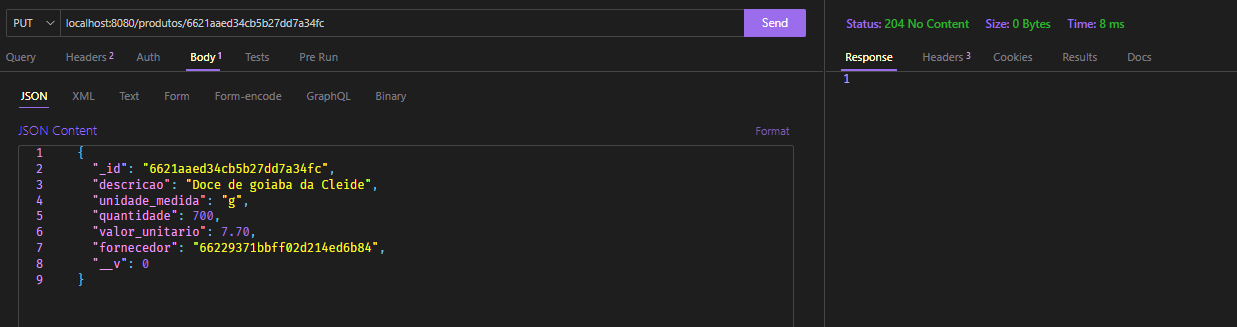 PUT localhost:8080/produtos/6621aaed34cb5b27dd7a34fc Send
Query Headers 2 Auth Body 1 Tests Pre Run
JSON XML Text Form Form-encode GraphQL Binary
JSON Content Format
1 {
2 "_id": "6621aaed34cb5b27dd7a34fc",
3 "descricao": "Doce de goiaba da Cleide",
4 "unidade_medida": "g",
5 "quantidade": 700,
6 "valor_unitario": 7.70,
7 "fornecedor": "66229371bbff02d214ed6b84",
8 "__v": 0
9 }
Status: 204 No Content Size: 0 Bytes Time: 8 ms
Response Headers 3 Cookies Results Docs
1